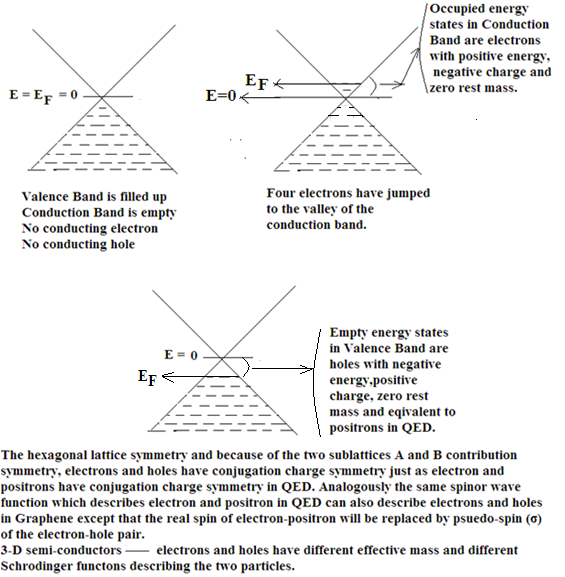 Occupied energy
states in Conduction
Band are electrons
with positive energy,
negative charge and
zero rest mass.
E = EF = 0
EF
E=0
Valence Band is filled up
Conduction Band is empty
No conducting electron
No conducting hole
Four electrons have jumped
to the valley of the
conduction band.
E = 0
EF
Empty energy states
in Valence Band are
holes with negative
energy,positive
charge, zero rest
mass and eqivalent to
positrons in QED.
The hexagonal lattice symmetry and because of the two sublattices A and B contribution
symmetry, electrons and holes have conjugation charge symmetry just as electron and
positrons have conjugation charge symmetry in QED. Analogously the same spinor wave
function which describes electron and positron in QED can also describe electrons and holes
in Graphene except that the real spin of electron-positron will be replaced by psuedo-spin (σ)
of the electron-hole pair.
3-D semi-conductors —— electrons and holes have different effective mass and different
Schrodinger functons describing the two particles.